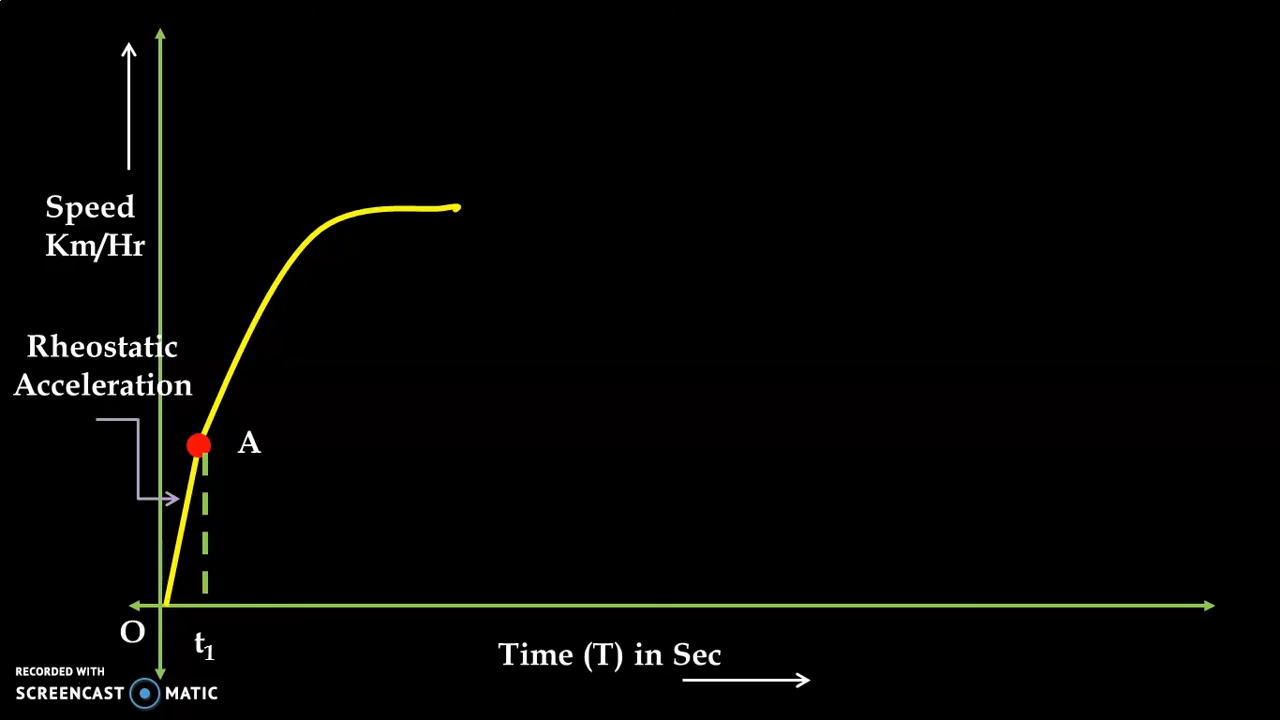 Speed
Km/Hr
Rheostatic
Acceleration
A
O
t₁
Time (T) in Sec
RECORDED WITH
SCREENCAST MATIC